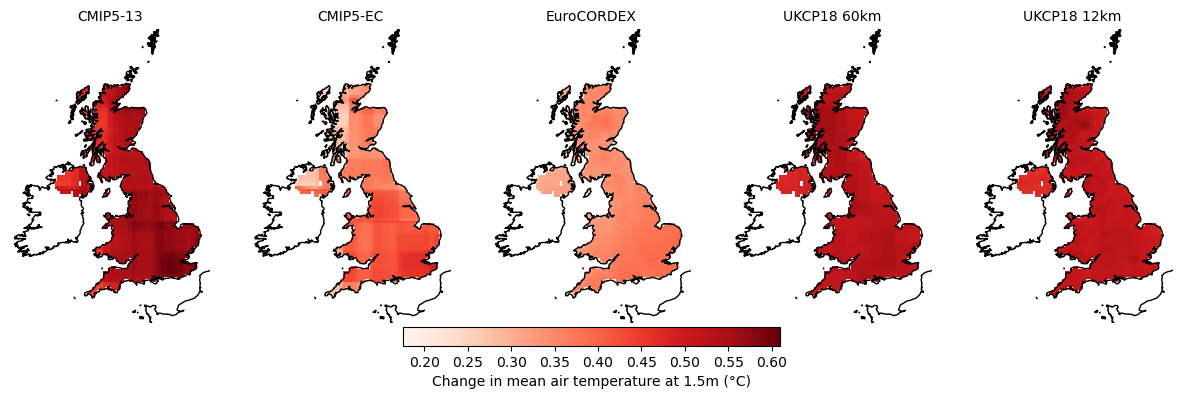 CMIP5-13
CMIP5-EC
EuroCORDEX
UKCP18 60km
UKCP18 12km
0.20 0.25 0.30 0.35 0.40 0.45 0.50 0.55 0.60
Change in mean air temperature at 1.5m (°C)